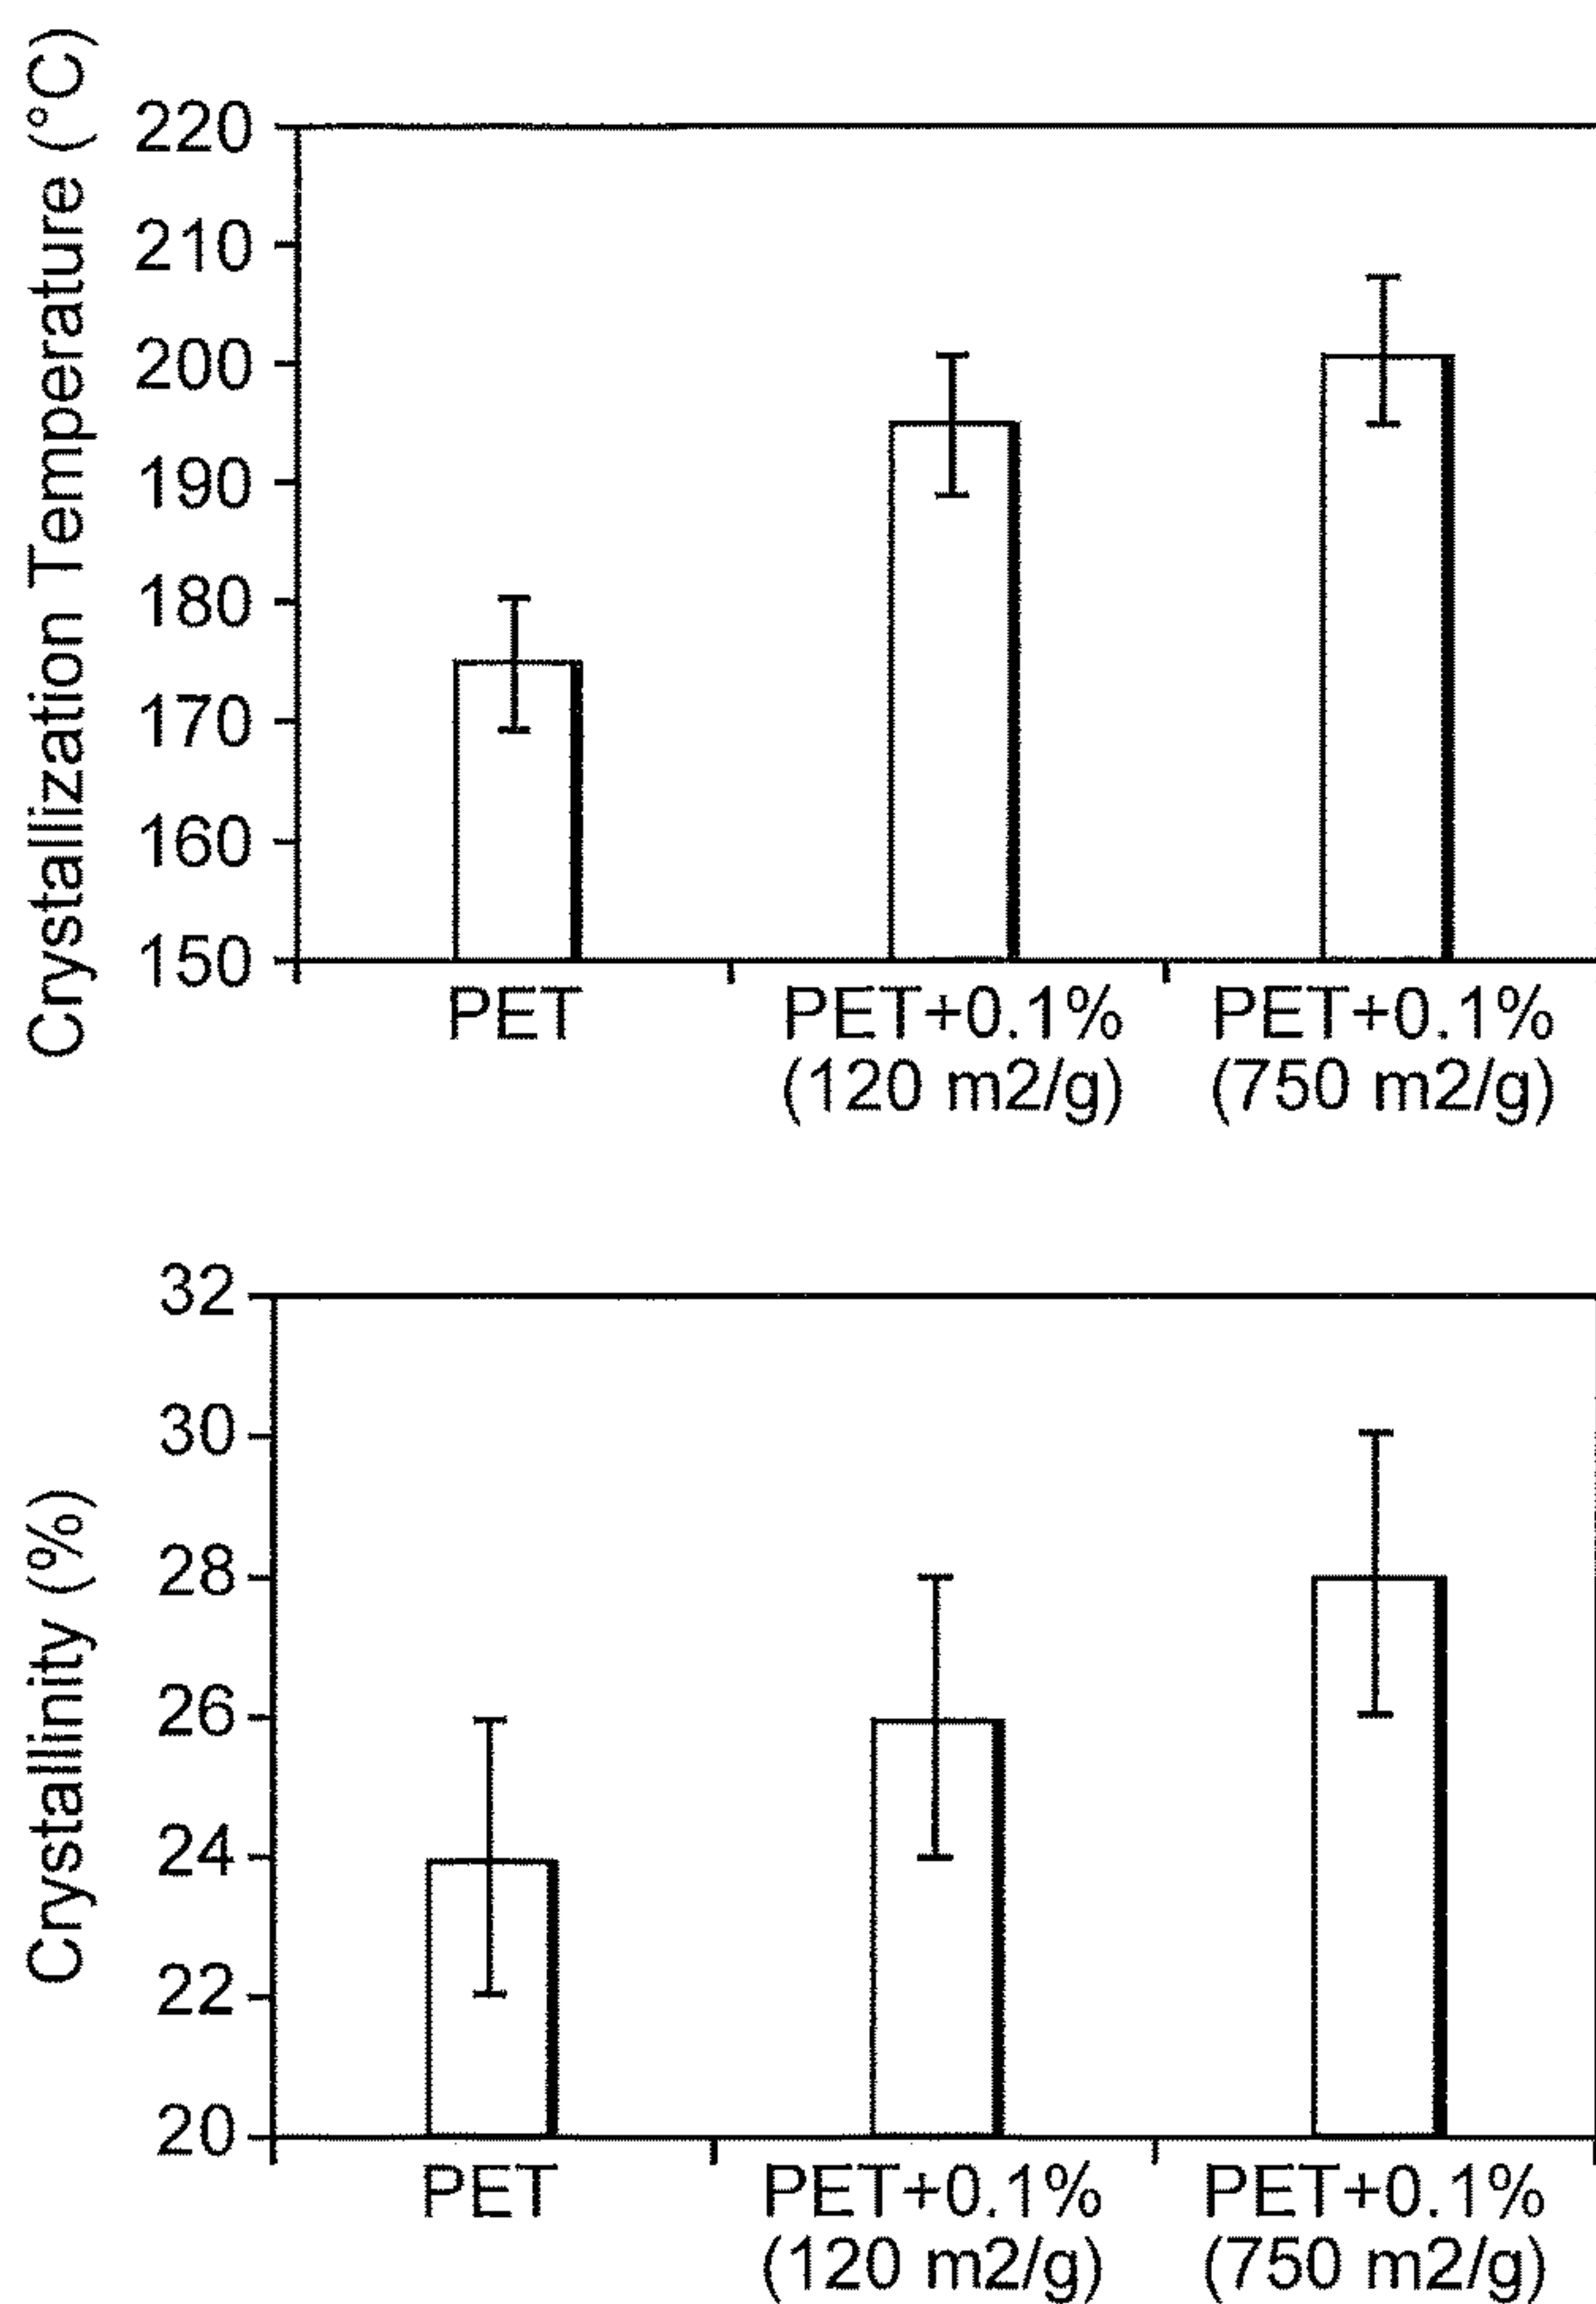 Crystallization Temperature (°C)
220
210
200
190
180
170
160
150
PET
PET+0.1%
(120 m2/g)
PET+0.1%
(750 m2/g)
Crystallinity (%)
32
30
28
26
24
22
20
PET
PET+0.1%
(120 m2/g)
PET+0.1%
(750 m2/g)